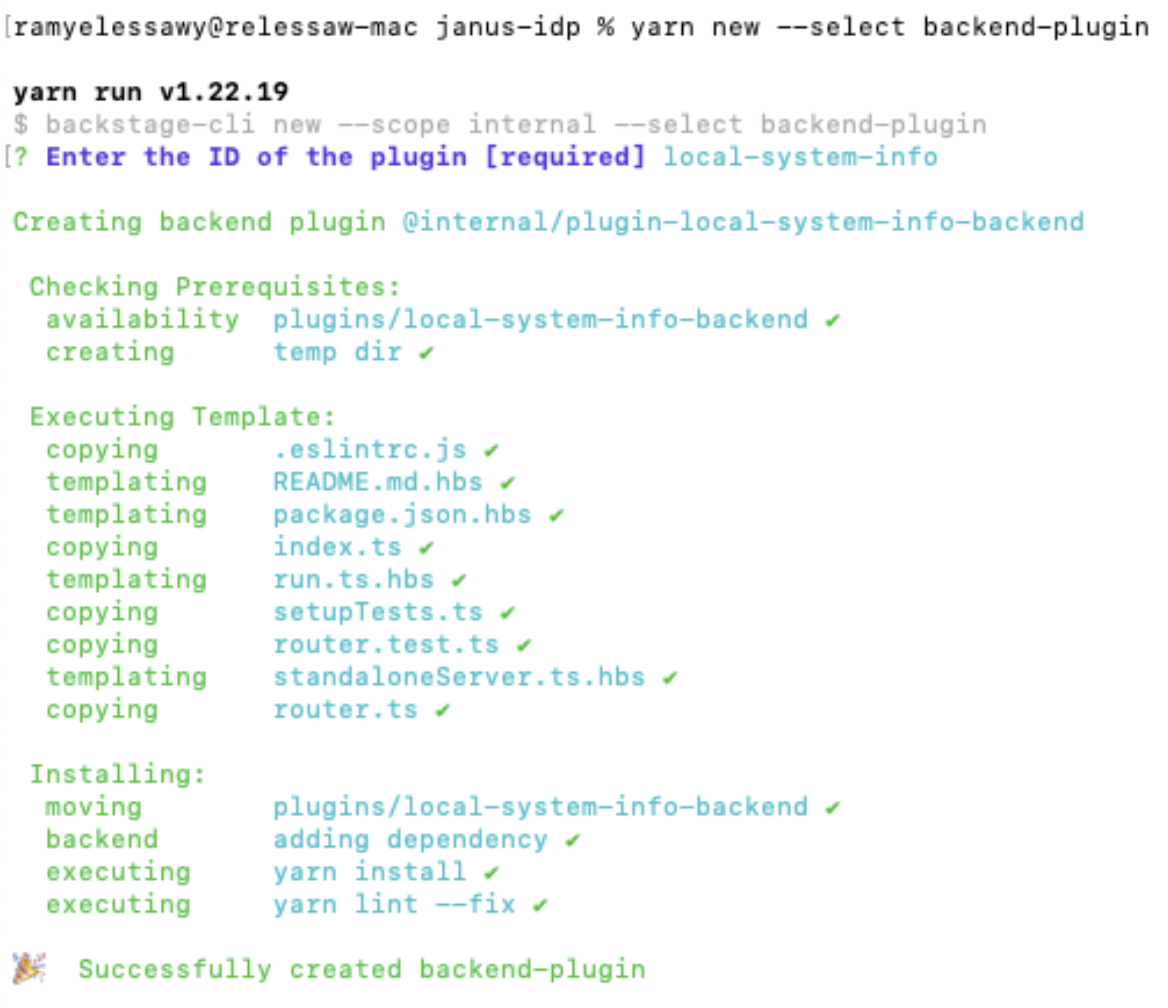 [ramyelessawy@relessaw-mac janus-idp % yarn new --select backend-plugin
yarn run v1.22.19
$ backstage-cli new --scope internal --select backend-plugin
[? Enter the ID of the plugin [required] local-system-info
Creating backend plugin @internal/plugin-local-system-info-backend
Checking Prerequisites:
availability plugins/local-system-info-backend ✔
creating temp dir ✔
Executing Template:
copying .eslintrc.js ✔
templating README.md.hbs ✔
templating package.json.hbs ✔
copying index.ts ✔
templating run.ts.hbs ✔
copying setupTests.ts ✔
copying router.test.ts ✔
templating standaloneServer.ts.hbs ✔
copying router.ts ✔
Installing:
moving plugins/local-system-info-backend ✔
backend adding dependency ✔
executing yarn install ✔
executing yarn lint --fix ✔
🎉 Successfully created backend-plugin